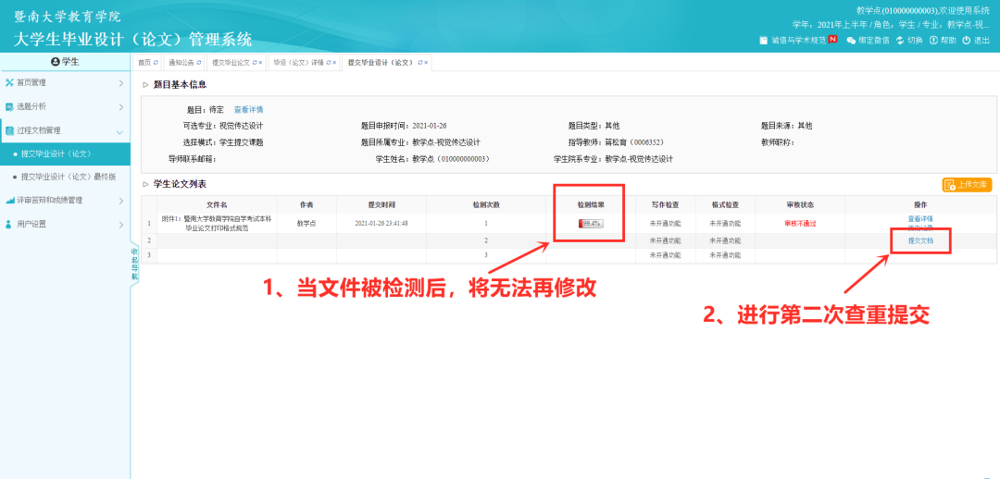 暨南大学教育学院
大学生毕业设计（论文）管理系统
教学点(010000000003),欢迎使用系统
学年：2021年上半年 / 角色：学生 / 专业：教学点-视...
诚信与学术规范 N 绑定微信 切换 帮助 退出
学生
首页 通知公告 提交毕业论文 毕设（论文）详情 提交毕业设计（论文）
首页管理
选题分析
过程文档管理
提交毕业设计（论文）
提交毕业设计（论文）最终版
评审答辩和成绩管理
用户设置
收起导航
题目基本信息
题目：待定 查看详情
可选专业：视觉传达设计 题目申报时间：2021-01-26 题目类型：其他 题目来源：其他
选择模式：学生提交课题 题目所属专业：教学点-视觉传达设计 指导教师：蒋松育（0006352） 教师职称：
导师联系邮箱： 学生姓名：教学点（010000000003） 学生院系专业：教学点-视觉传达设计
学生论文列表 上传文库
文件名 作者 提交时间 检测次数 检测结果 写作检查 格式检查 审核状态 操作
1 附件1：暨南大学教育学院自学考试本科毕业论文打印格式规范 教学点 2021-01-26 23:41:48 1 99.4% 未开通功能 未开通功能 审核不通过 查看详情
2 2 未开通功能 未开通功能 提交文档
3 3 未开通功能 未开通功能
1、当文件被检测后，将无法再修改
2、进行第二次查重提交